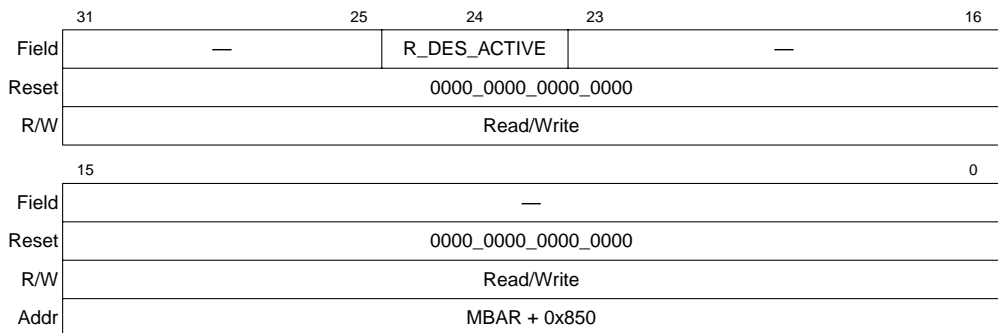 31 25 24 23 16
Field — R_DES_ACTIVE —
Reset 0000_0000_0000_0000
R/W Read/Write
15 0
Field —
Reset 0000_0000_0000_0000
R/W Read/Write
Addr MBAR + 0x850